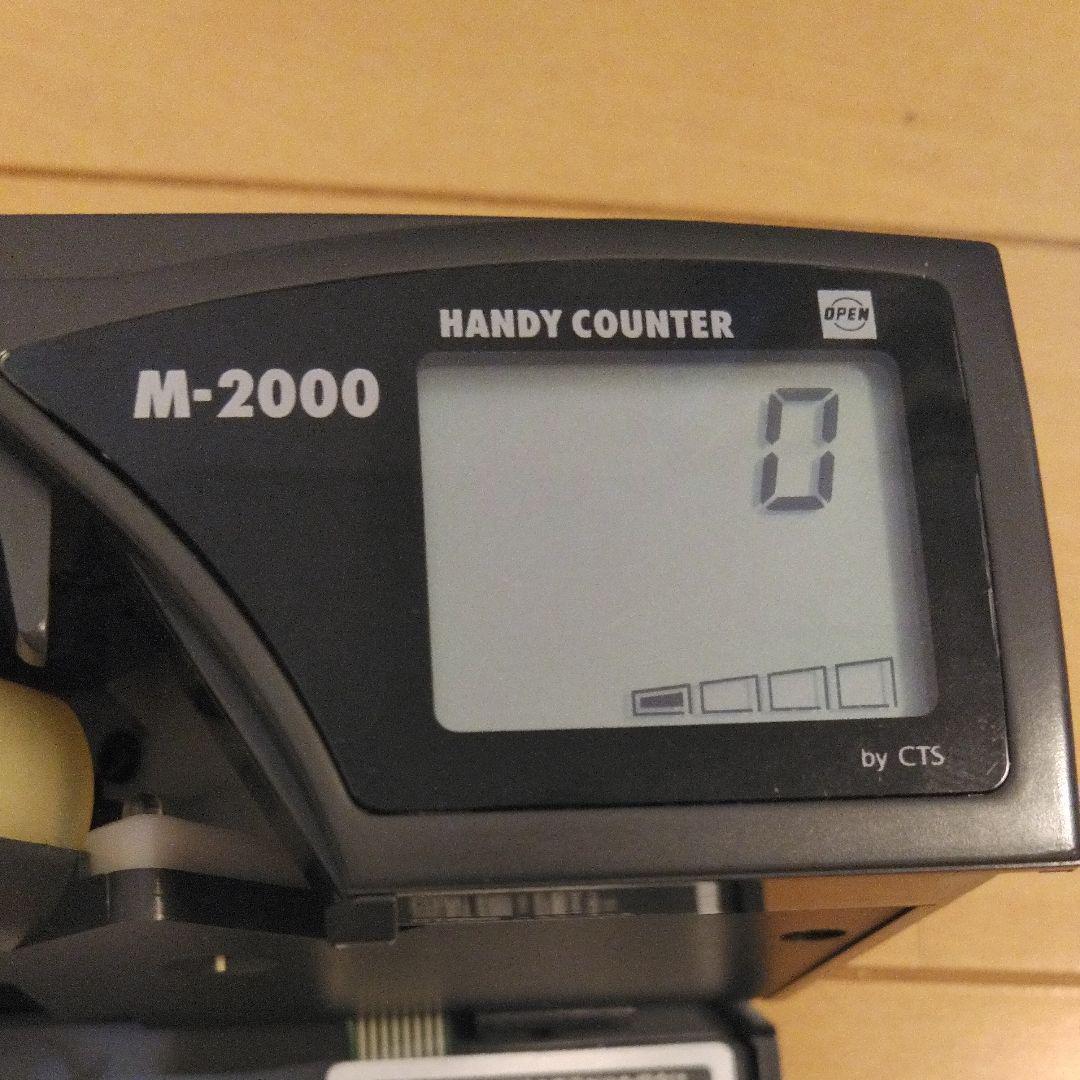 HANDY COUNTER
OPEN
M-2000
0
by CTS